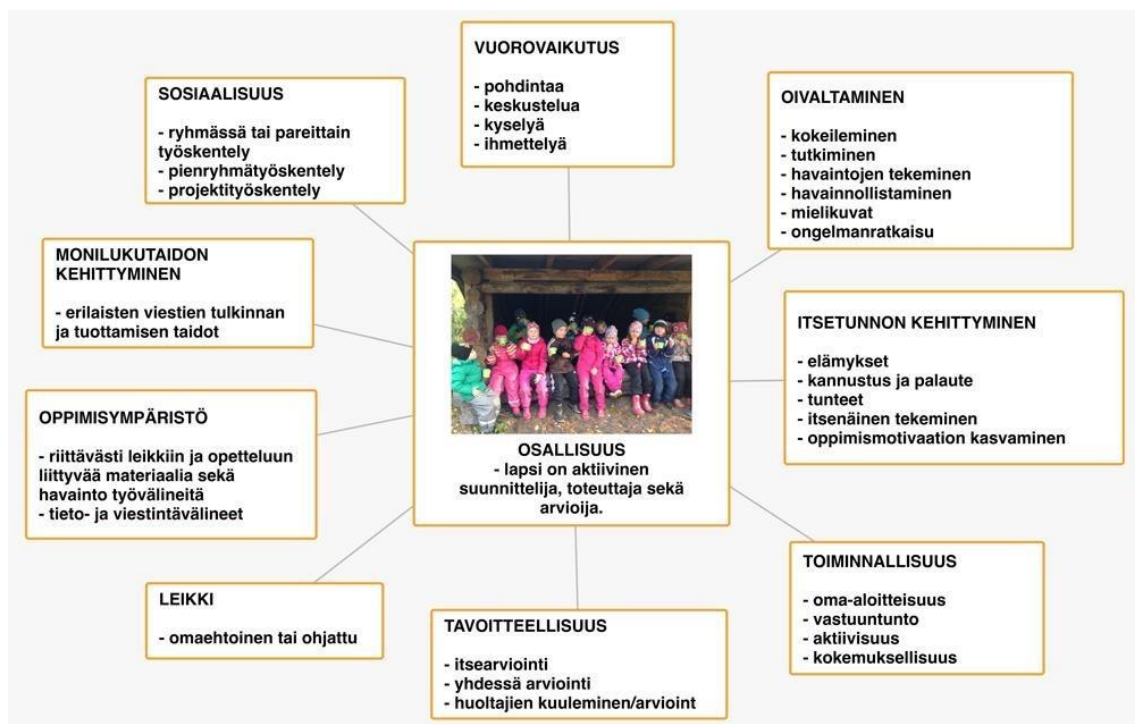 VUOROVAIKUTUS
- pohdintaa
- keskustelua
- kyselyä
- ihmettelyä
SOSIAALISUUS
- ryhmässä tai pareittain
työskentely
- pienryhmätyöskentely
- projektityöskentely
OIVALTAMINEN
- kokeileminen
- tutkiminen
- havaintojen tekeminen
- havainnollistaminen
- mielikuvat
- ongelmanratkaisu
MONILUKUTAIDON
KEHITTYMINEN
- erilaisten viestien tulkinnan
ja tuottamisen taidot
ITSETUNNON KEHITTYMINEN
- elämykset
- kannustus ja palaute
- tunteet
- itsenäinen tekeminen
- oppimismotivaation kasvaminen
OPPIMISYMPÄRISTÖ
- riittävästi leikkiin ja opetteluun
liittyvää materiaalia sekä
havainto työvälineitä
- tieto- ja viestintävälineet
OSALLISUUS
- lapsi on aktiivinen
suunnittelija, toteuttaja sekä
arvioija.
LEIKKI
- omaehtoinen tai ohjattu
TAVOITTEELLISUUS
- itsearviointi
- yhdessä arviointi
- huoltajien kuuleminen/arvioint
TOIMINNALLISUUS
- oma-aloitteisuus
- vastuuntunto
- aktiivisuus
- kokemuksellisuus